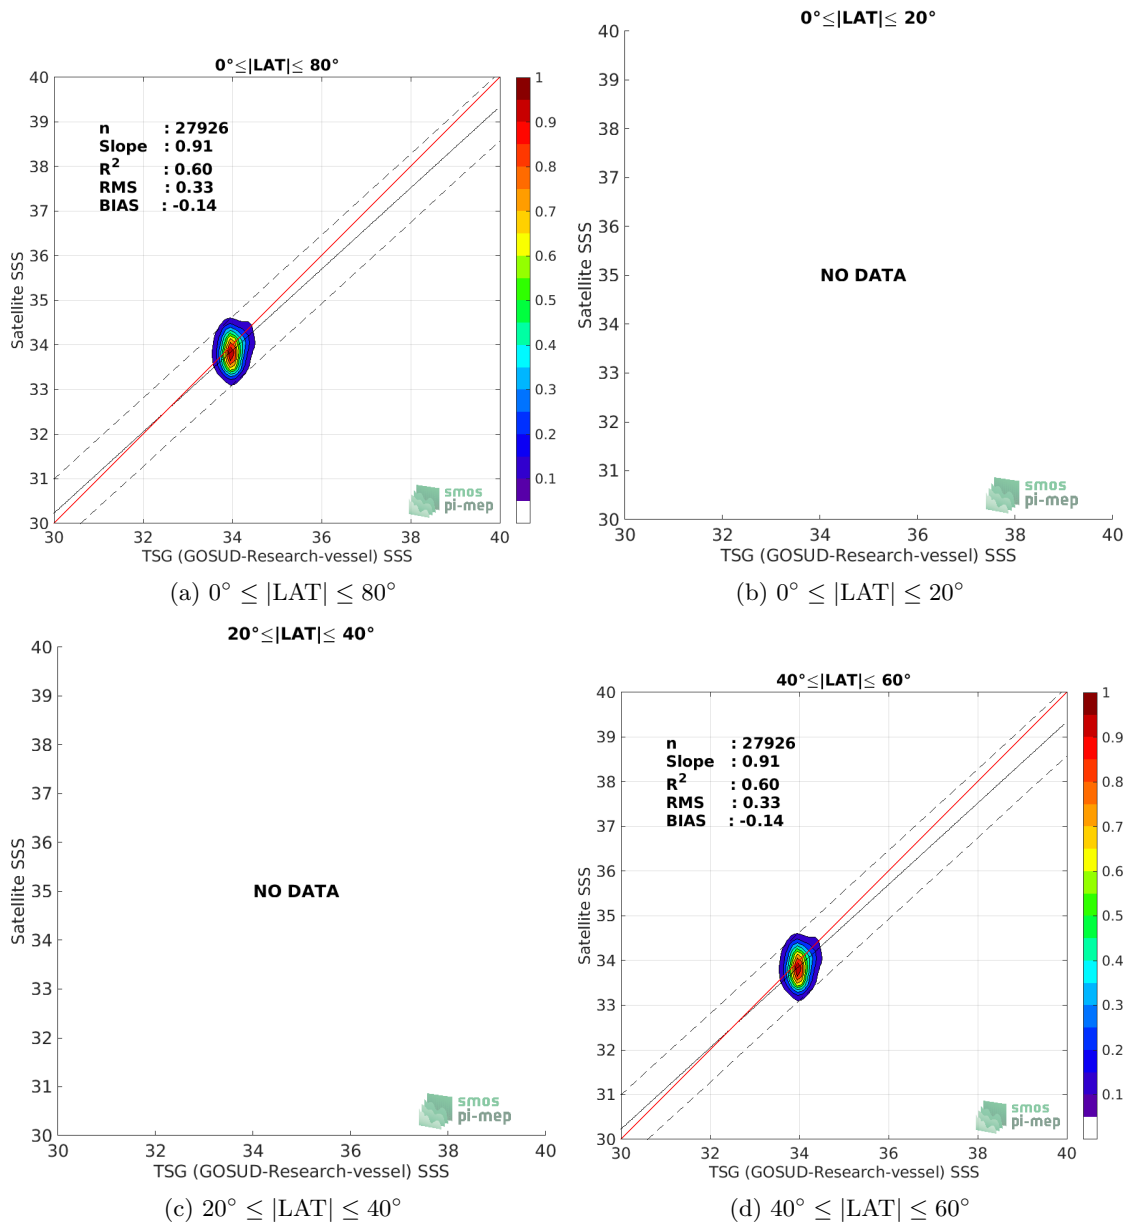 0°≤|LAT|≤ 80°
40
39
38
37
36
35
34
33
32
31
30
n : 27926
Slope : 0.91
R² : 0.60
RMS : 0.33
BIAS : -0.14
Satellite SSS
30 32 34 36 38 40
TSG (GOSUD-Research-vessel) SSS
1
0.9
0.8
0.7
0.6
0.5
0.4
0.3
0.2
0.1
smos
pi-mep
(a) 0° ≤ |LAT| ≤ 80°
0°≤|LAT|≤ 20°
40
39
38
37
36
35
34
33
32
31
30
Satellite SSS
NO DATA
smos
pi-mep
30 32 34 36 38 40
TSG (GOSUD-Research-vessel) SSS
(b) 0° ≤ |LAT| ≤ 20°
20°≤|LAT|≤ 40°
40
39
38
37
36
35
34
33
32
31
30
Satellite SSS
NO DATA
smos
pi-mep
30 32 34 36 38 40
TSG (GOSUD-Research-vessel) SSS
(c) 20° ≤ |LAT| ≤ 40°
40°≤|LAT|≤ 60°
40
39
38
37
36
35
34
33
32
31
30
n : 27926
Slope : 0.91
R² : 0.60
RMS : 0.33
BIAS : -0.14
Satellite SSS
30 32 34 36 38 40
TSG (GOSUD-Research-vessel) SSS
1
0.9
0.8
0.7
0.6
0.5
0.4
0.3
0.2
0.1
smos
pi-mep
(d) 40° ≤ |LAT| ≤ 60°